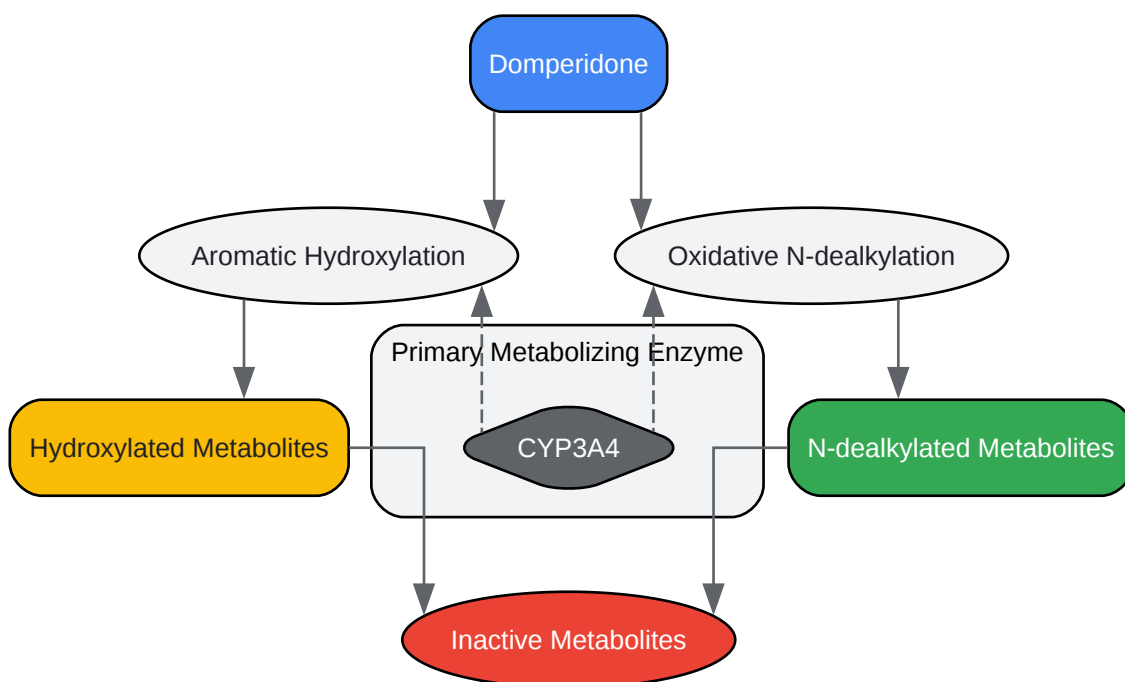 Domperidone
Aromatic Hydroxylation
Oxidative N-dealkylation
Primary Metabolizing Enzyme
Hydroxylated Metabolites
CYP3A4
N-dealkylated Metabolites
Inactive Metabolites